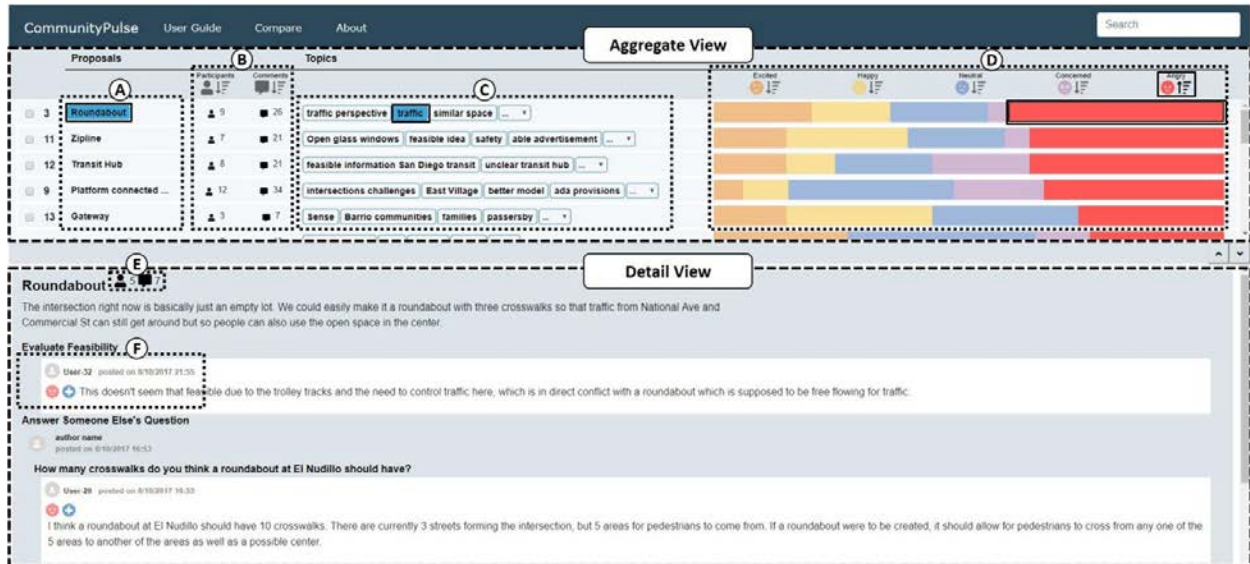 CommunityPulse User Guide Compare About Search
Aggregate View
Proposals B Topics D
Participants Comments Excited Happy Neutral Concerned Angry
A C
3 Roundabout 9 26 traffic perspective traffic similar space ...
11 Zipline 7 21 Open glass windows feasible idea safety able advertisement ...
12 Transit Hub 8 21 feasible information San Diego transit unclear transit hub ...
9 Platform connected ... 12 34 intersections challenges East Village better model ada provisions ...
13 Gateway 3 7 Sense Barrio communities families passersby ...
E Detail View
Roundabout 5 7
The intersection right now is basically just an empty lot. We could easily make it a roundabout with three crosswalks so that traffic from National Ave and
Commercial St can still get around but so people can also use the open space in the center.
Evaluate Feasibility F
User-32 posted on 8/10/2017 21:55
This doesn't seem that feasible due to the trolley tracks and the need to control traffic here, which is in direct conflict with a roundabout which is supposed to be free flowing for traffic.
Answer Someone Else's Question
author name
posted on 8/10/2017 16:53
How many crosswalks do you think a roundabout at El Nudillo should have?
User-20 posted on 8/10/2017 16:33
I think a roundabout at El Nudillo should have 10 crosswalks. There are currently 3 streets forming the intersection, but 5 areas for pedestrians to come from. If a roundabout were to be created, it should allow for pedestrians to cross from any one of the
5 areas to another of the areas as well as a possible center.